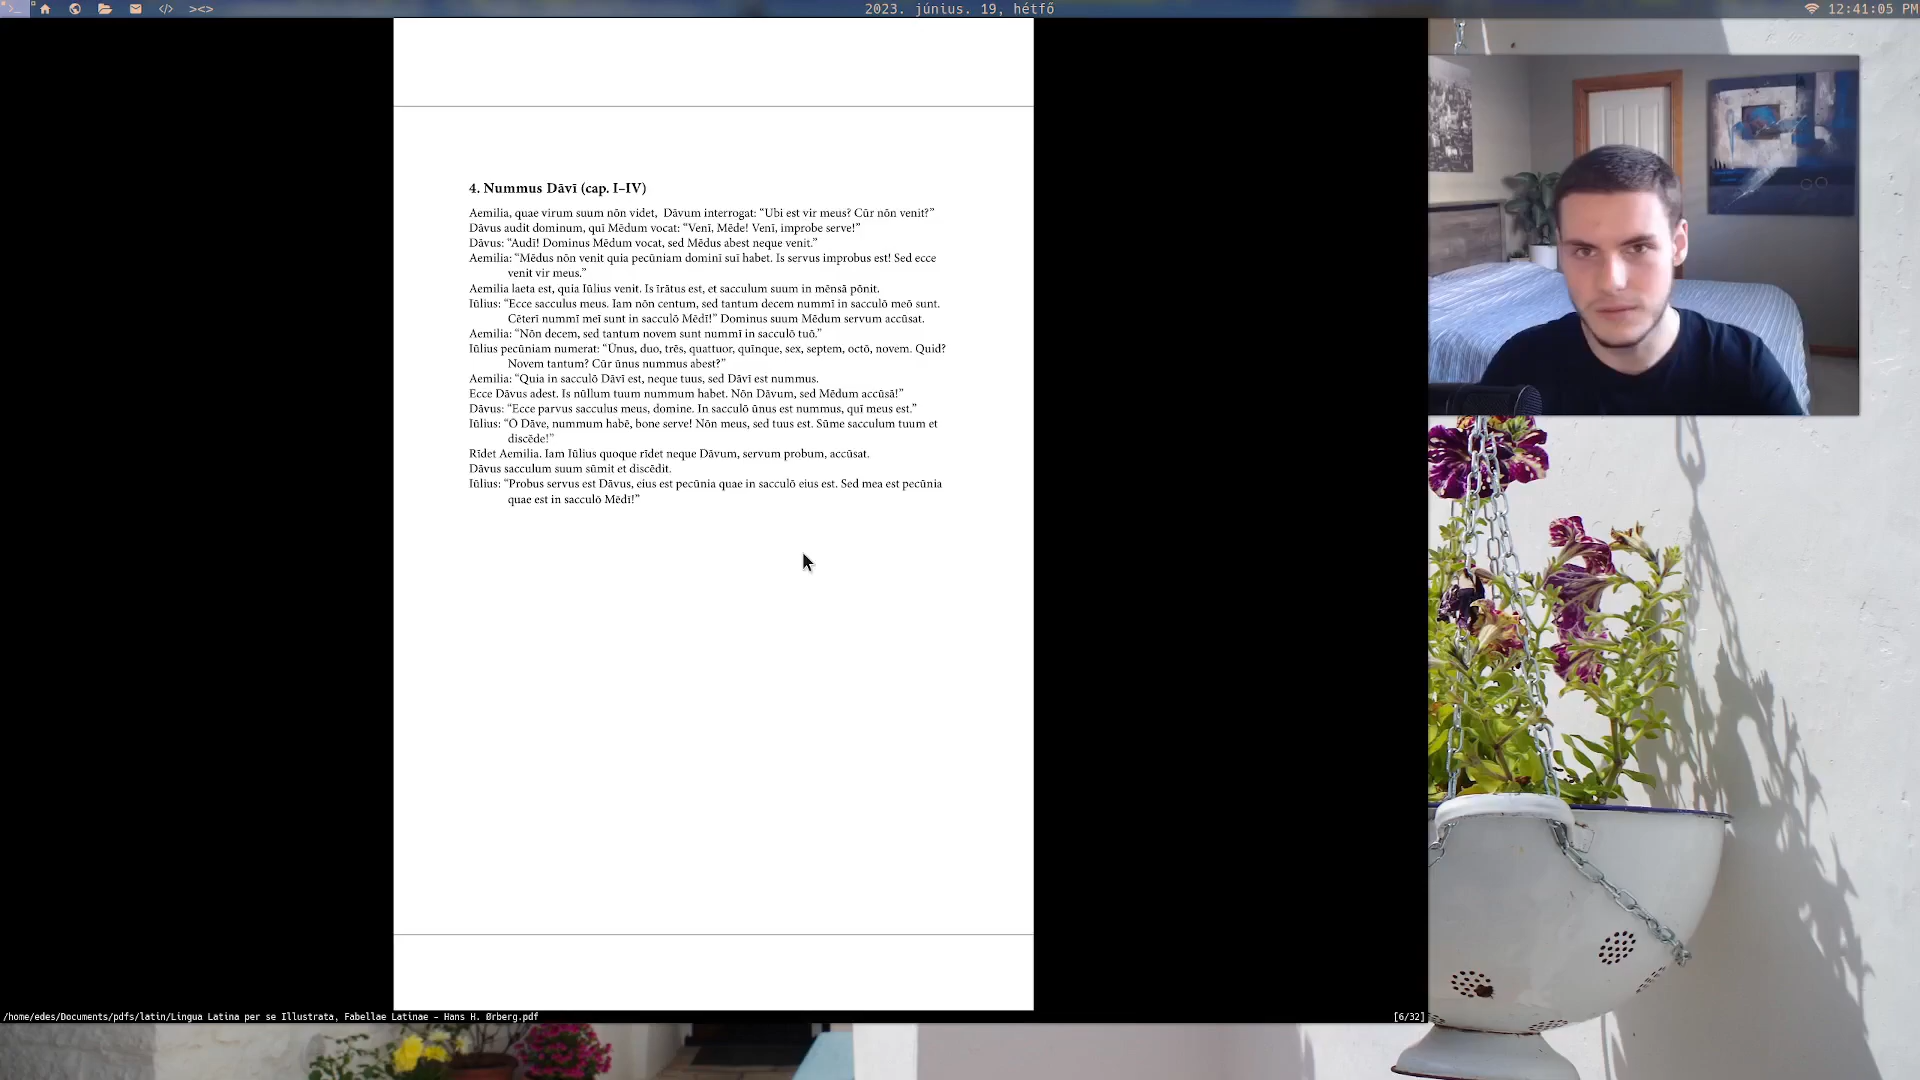 2023. június. 19, hétfő
12:41:05 PM
4. Nummus Dāvī (cap. I–IV)
Aemilia, quae virum suum nōn videt, Dāvum interrogat: “Ubi est vir meus? Cūr nōn venit?”
Dāvus audit dominum, quī Mēdum vocat: “Venī, Mēde! Venī, improbe serve!”
Dāvus: “Audī! Dominus Mēdum vocat, sed Mēdus abest neque venit.”
Aemilia: “Mēdus nōn venit quia pecūniam dominī suī habet. Is servus improbus est! Sed ecce
venit vir meus.”
Aemilia laeta est, quia Iūlius venit. Is īrātus est, et sacculum suum in mēnsā pōnit.
Iūlius: “Ecce sacculus meus. Iam nōn centum, sed tantum decem nummī in sacculō meō sunt.
Cēterī nummī meī sunt in sacculō Mēdī!” Dominus suum Mēdum servum accūsat.
Aemilia: “Nōn decem, sed tantum novem sunt nummī in sacculō tuō.”
Iūlius pecūniam numerat: “Ūnus, duo, trēs, quattuor, quīnque, sex, septem, octō, novem. Quid?
Novem tantum? Cūr ūnus nummus abest?”
Aemilia: “Quia in sacculō Dāvī est, neque tuus, sed Dāvī est nummus.
Ecce Dāvus adest. Is nūllum tuum nummum habet. Nōn Dāvum, sed Mēdum accūsā!”
Dāvus: “Ecce parvus sacculus meus, domine. In sacculō ūnus est nummus, quī meus est.”
Iūlius: “Ō Dāve, nummum habē, bone serve! Nōn meus, sed tuus est. Sūme sacculum tuum et
discēde!”
Rīdet Aemilia. Iam Iūlius quoque rīdet neque Dāvum, servum probum, accūsat.
Dāvus sacculum suum sūmit et discēdit.
Iūlius: “Probus servus est Dāvus, eius est pecūnia quae in sacculō eius est. Sed mea est pecūnia
quae est in sacculō Mēdī!”
/home/edes/Documents/pdfs/latin/Lingua Latina per se Illustrata, Fabellae Latinae – Hans H. Ørberg.pdf
[6/32]